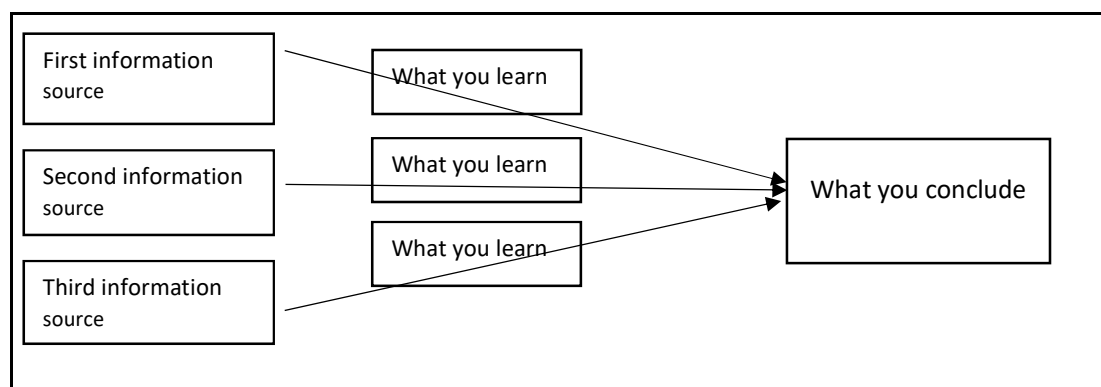 First information
source
What you learn
Second information
source
What you learn
What you conclude
What you learn
Third information
source